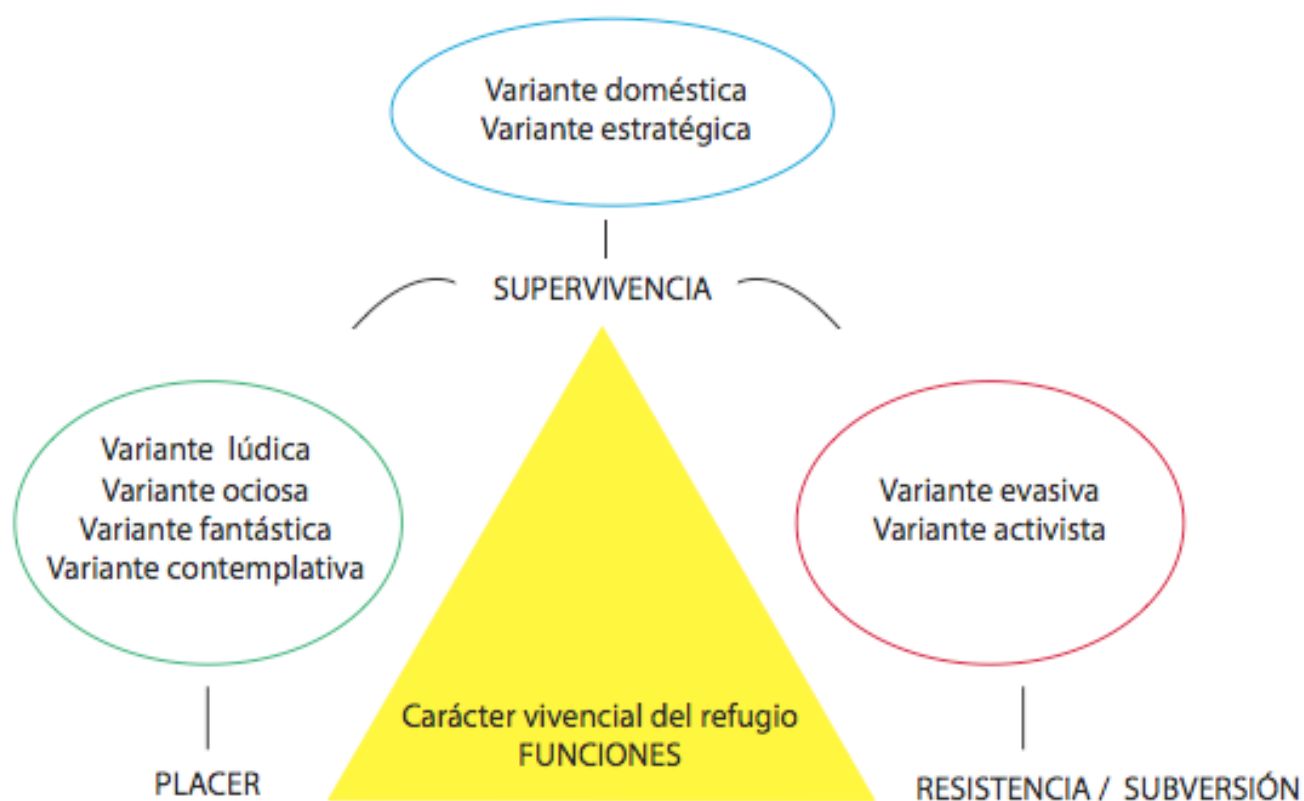 Variante doméstica
Variante estratégica
SUPERVIVENCIA
Variante lúdica
Variante ociosa
Variante fantástica
Variante contemplativa
Variante evasiva
Variante activista
Carácter vivencial del refugio
FUNCIONES
PLACER
RESISTENCIA / SUBVERSIÓN